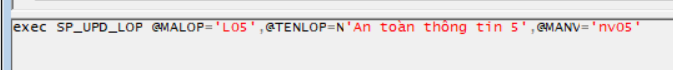 exec SP_UPD_LOP @MALOP='L05',@TENLOP=N'An toàn thông tin 5',@MANV='nv05'